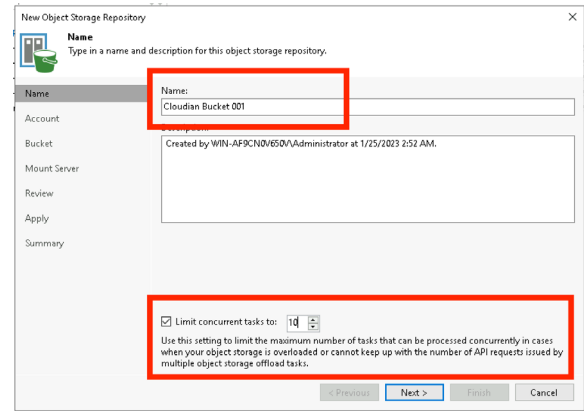 New Object Storage Repository
Name
Type in a name and description for this object storage repository.
Name
Account
Bucket
Mount Server
Review
Apply
Summary
Name:
Cloudian Bucket 001
Description:
Created by WIN-AF9CN0V650V\Administrator at 1/25/2023 2:52 AM.
Limit concurrent tasks to: 10
Use this setting to limit the maximum number of tasks that can be processed concurrently in cases
when your object storage is overloaded or cannot keep up with the number of API requests issued by
multiple object storage offload tasks.
< Previous
Next >
Finish
Cancel